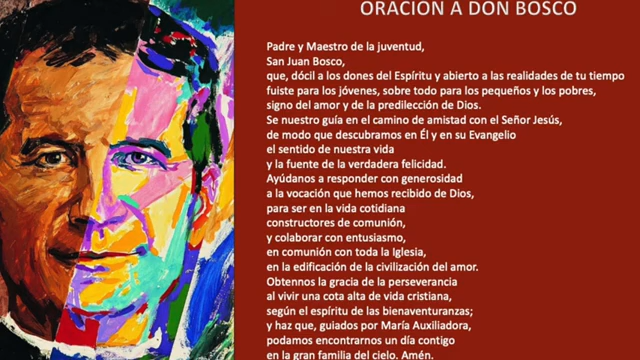 ORACION A DON BOSCO
Padre y Maestro de la juventud,
San Juan Bosco,
que, dócil a los dones del Espíritu y abierto a las realidades de tu tiempo
fuiste para los jóvenes, sobre todo para los pequeños y los pobres,
signo del amor y de la predilección de Dios.
Se nuestro guía en el camino de amistad con el Señor Jesús,
de modo que descubramos en Él y en su Evangelio
el sentido de nuestra vida
y la fuente de la verdadera felicidad.
Ayúdanos a responder con generosidad
a la vocación que hemos recibido de Dios,
para ser en la vida cotidiana
constructores de comunión,
y colaborar con entusiasmo,
en comunión con toda la Iglesia,
en la edificación de la civilización del amor.
Obtennos la gracia de la perseverancia
al vivir una cota alta de vida cristiana,
según el espíritu de las bienaventuranzas;
y haz que, guiados por María Auxiliadora,
podamos encontrarnos un día contigo
en la gran familia del cielo. Amén.